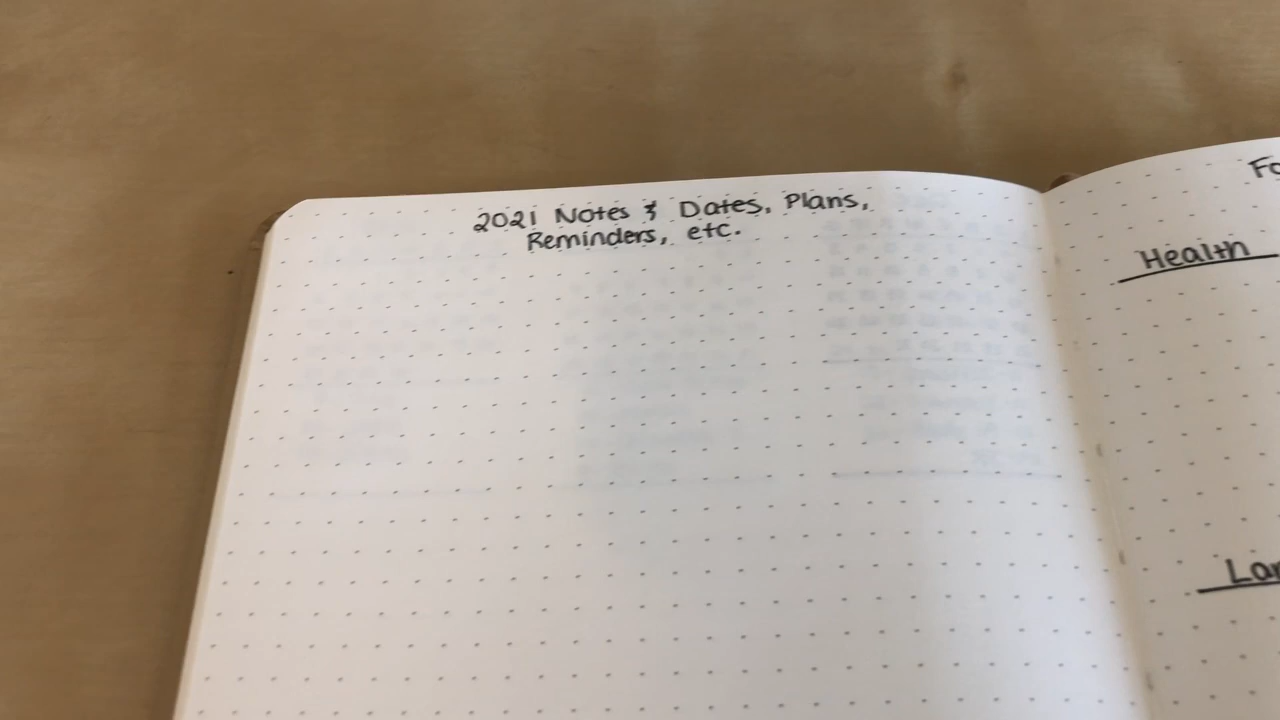 2021 Notes & Dates, Plans,
Reminders, etc.
Health